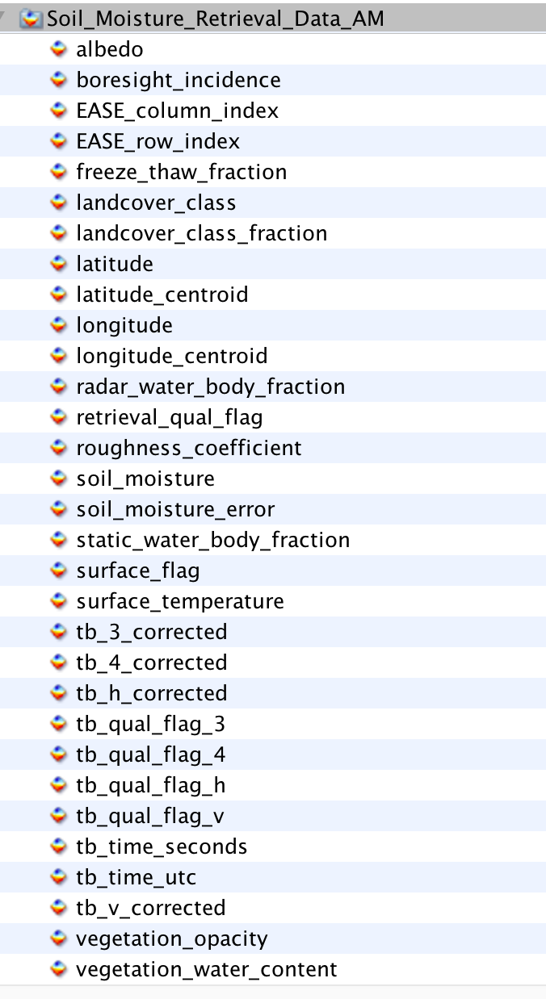 Soil_Moisture_Retrieval_Data_AM
albedo
boresight_incidence
EASE_column_index
EASE_row_index
freeze_thaw_fraction
landcover_class
landcover_class_fraction
latitude
latitude_centroid
longitude
longitude_centroid
radar_water_body_fraction
retrieval_qual_flag
roughness_coefficient
soil_moisture
soil_moisture_error
static_water_body_fraction
surface_flag
surface_temperature
tb_3_corrected
tb_4_corrected
tb_h_corrected
tb_qual_flag_3
tb_qual_flag_4
tb_qual_flag_h
tb_qual_flag_v
tb_time_seconds
tb_time_utc
tb_v_corrected
vegetation_opacity
vegetation_water_content